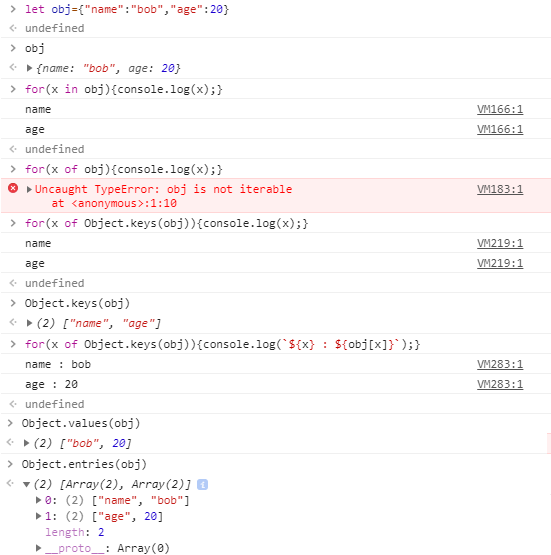 let obj={"name":"bob","age":20}
undefined
obj
{name: "bob", age: 20}
for(x in obj){console.log(x);}
name VM166:1
age VM166:1
undefined
for(x of obj){console.log(x);}
Uncaught TypeError: obj is not iterable VM183:1
at <anonymous>:1:10
for(x of Object.keys(obj)){console.log(x);}
name VM219:1
age VM219:1
undefined
Object.keys(obj)
(2) ["name", "age"]
for(x of Object.keys(obj)){console.log(`${x} : ${obj[x]}`);}
name : bob VM283:1
age : 20 VM283:1
undefined
Object.values(obj)
(2) ["bob", 20]
Object.entries(obj)
(2) [Array(2), Array(2)] i
0: (2) ["name", "bob"]
1: (2) ["age", 20]
length: 2
__proto__: Array(0)